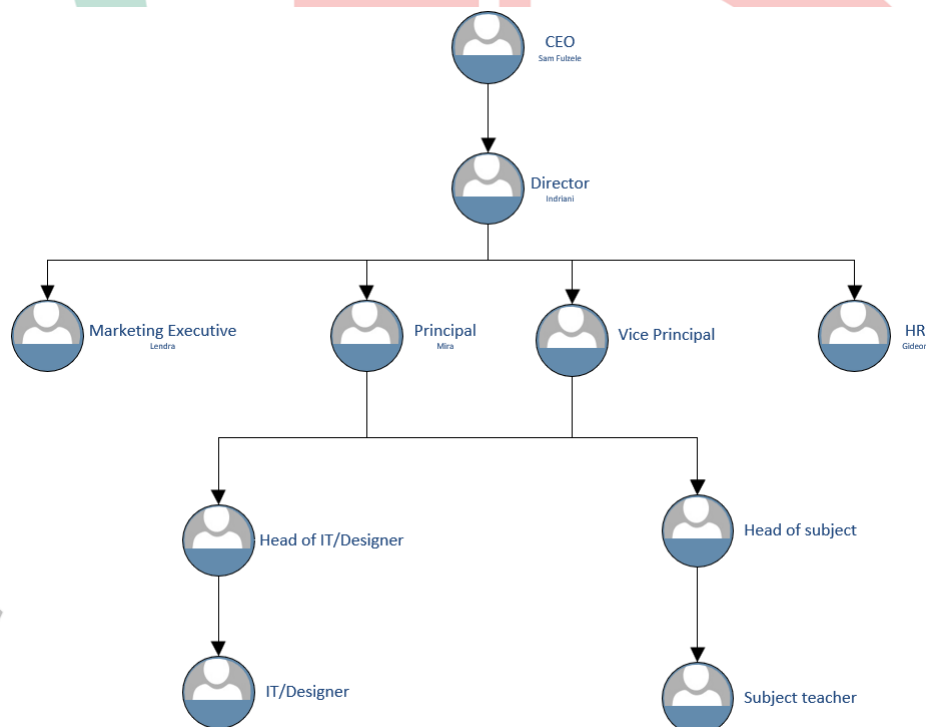 CEO
Sam Fulzele
Director
Indriani
Marketing Executive
Lendra
Principal
Mira
Vice Principal
HR
Head of IT/Designer
Head of subject
IT/Designer
Subject teacher